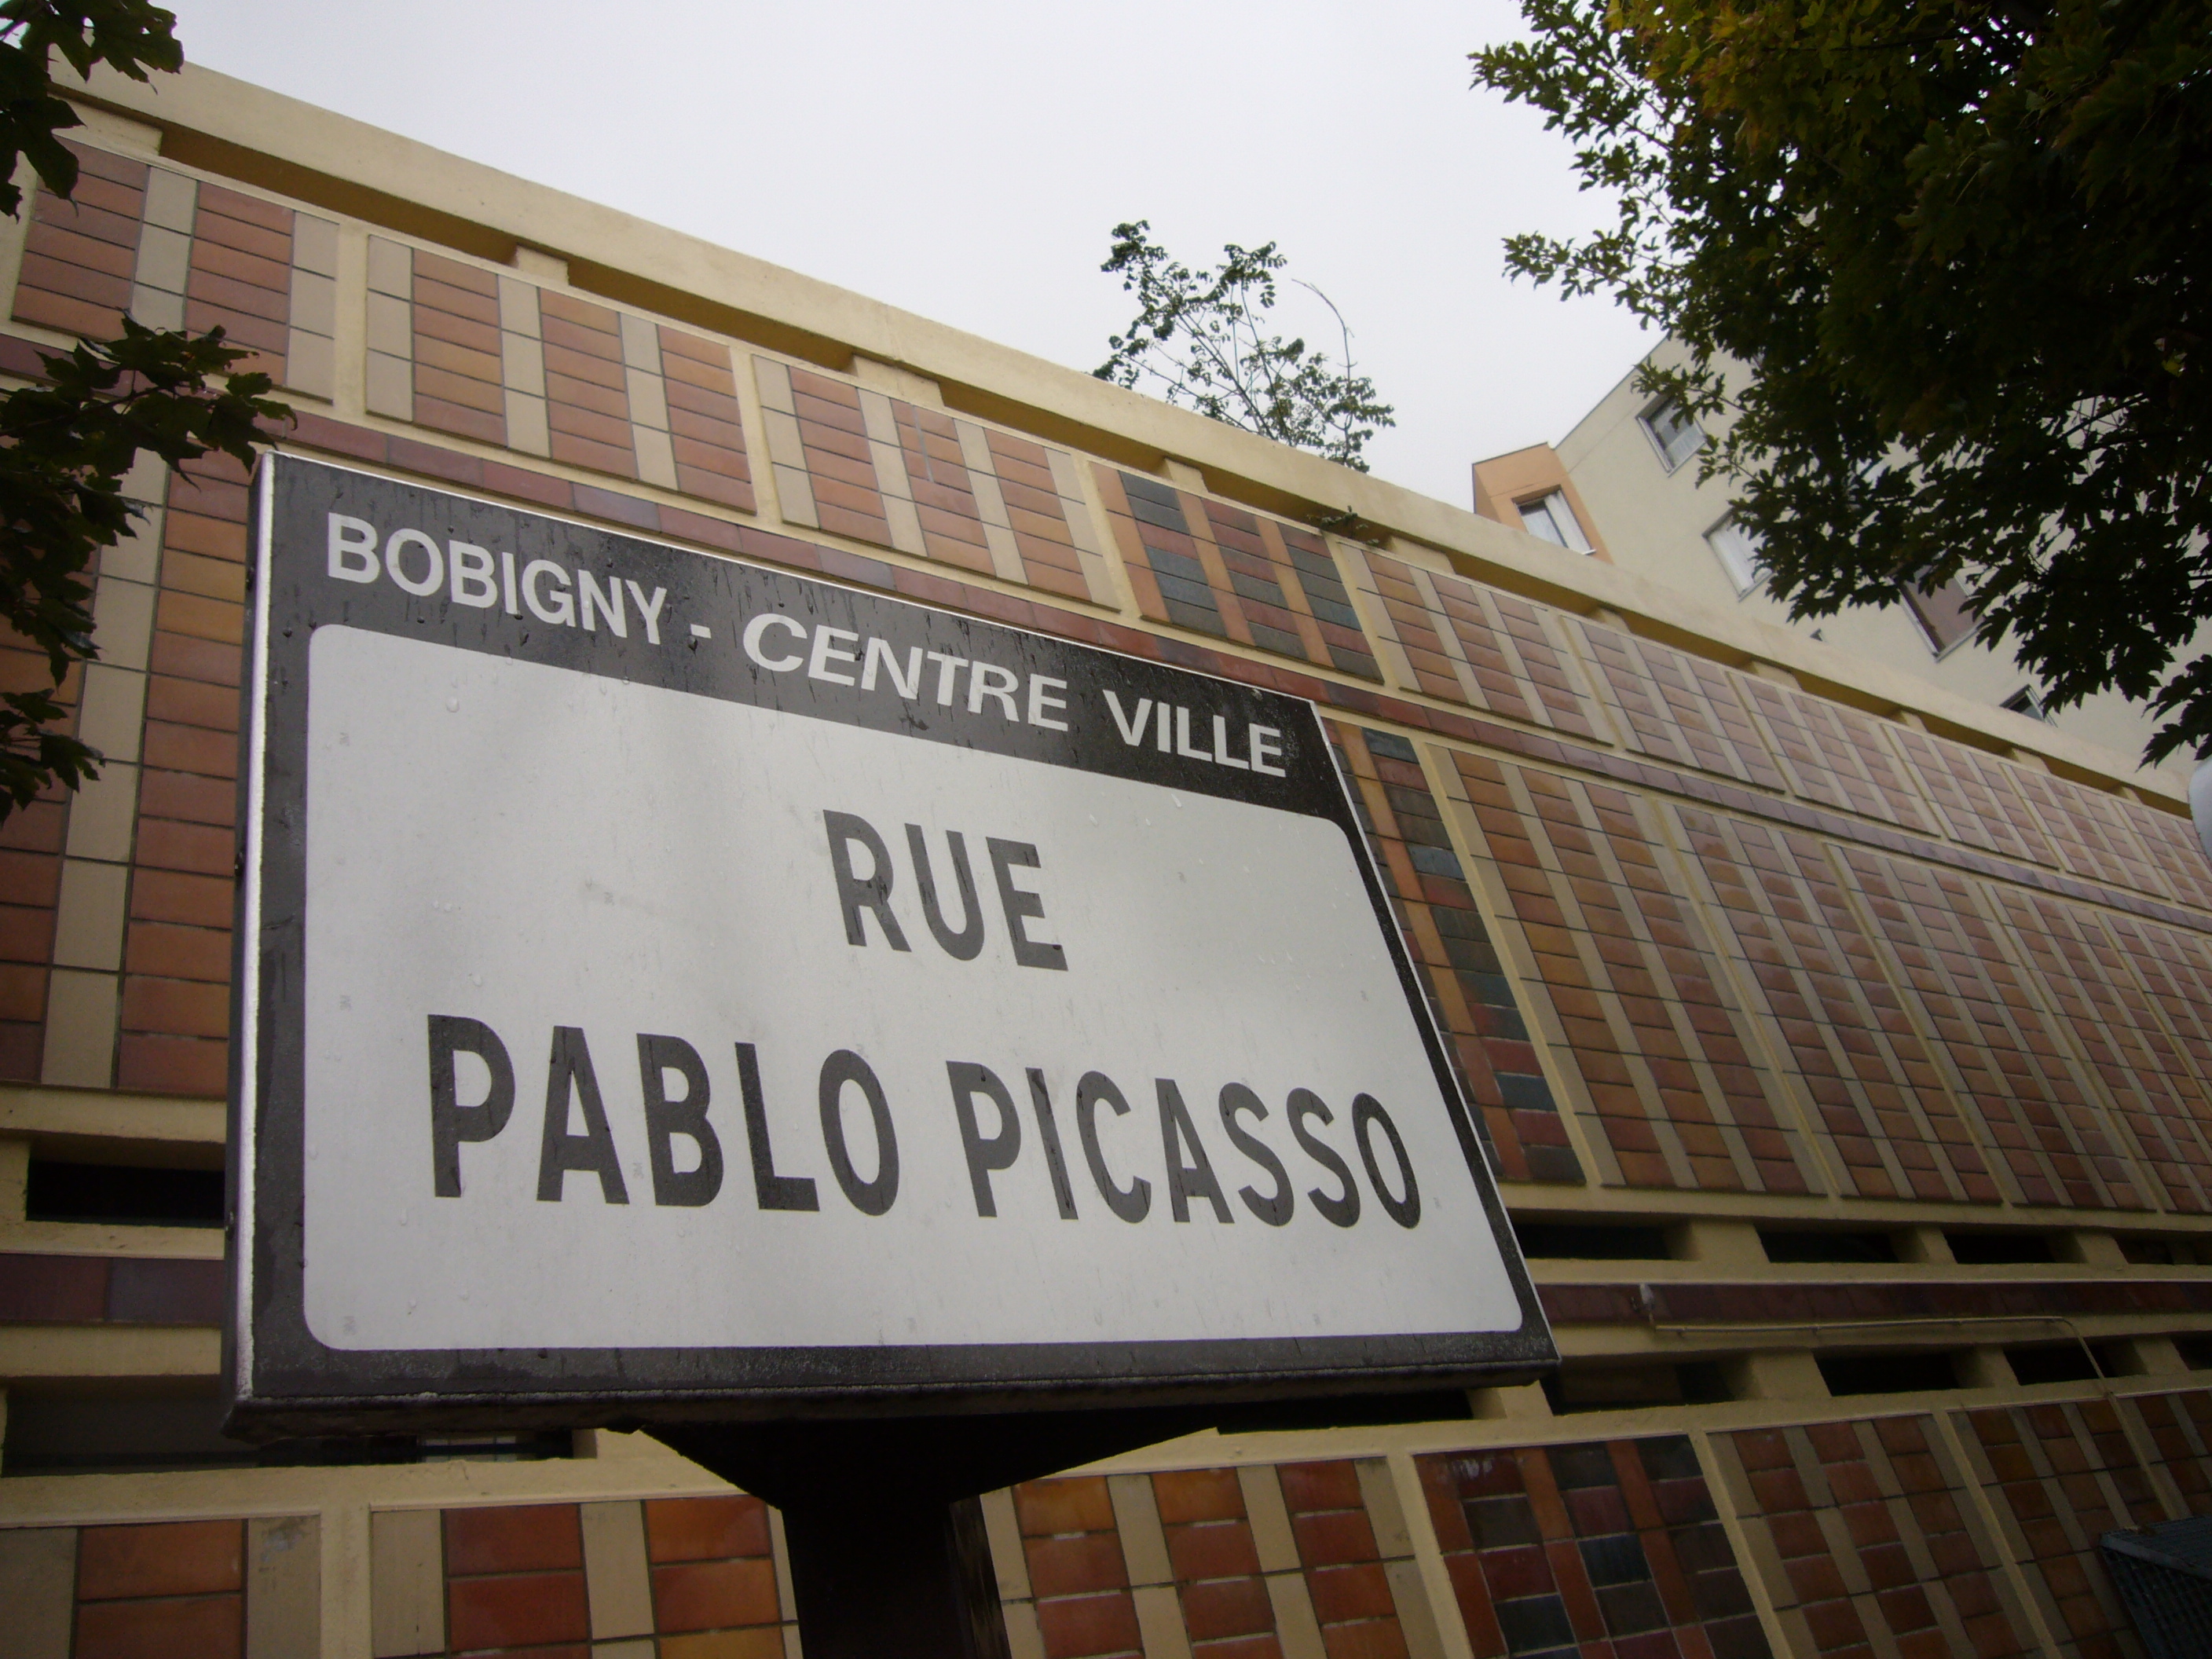 BOBIGNY - CENTRE VILLE
RUE
PABLO PICASSO